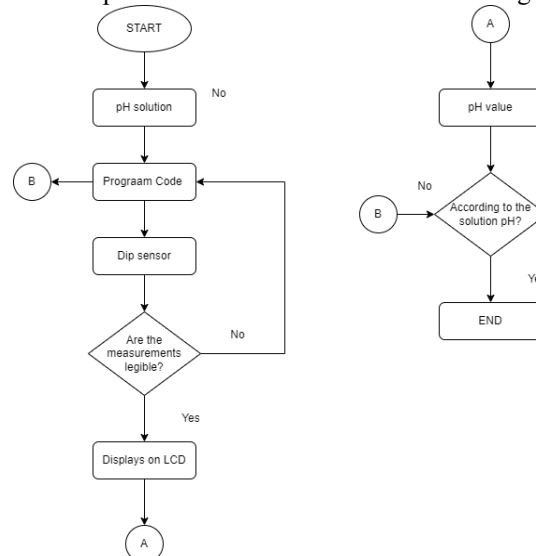 START
pH solution
No
Prograam Code
B
Dip sensor
Are the
measurements
legible?
No
Yes
Displays on LCD
A
A
pH value
No
According to the
solution pH?
B
END